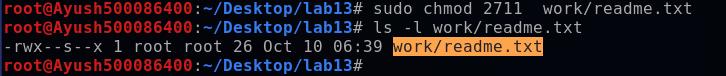 root@Ayush500086400:~/Desktop/lab13# sudo chmod 2711  work/readme.txt
root@Ayush500086400:~/Desktop/lab13# ls -l work/readme.txt
-rwx--s--x 1 root root 26 Oct 10 06:39 work/readme.txt
root@Ayush500086400:~/Desktop/lab13#